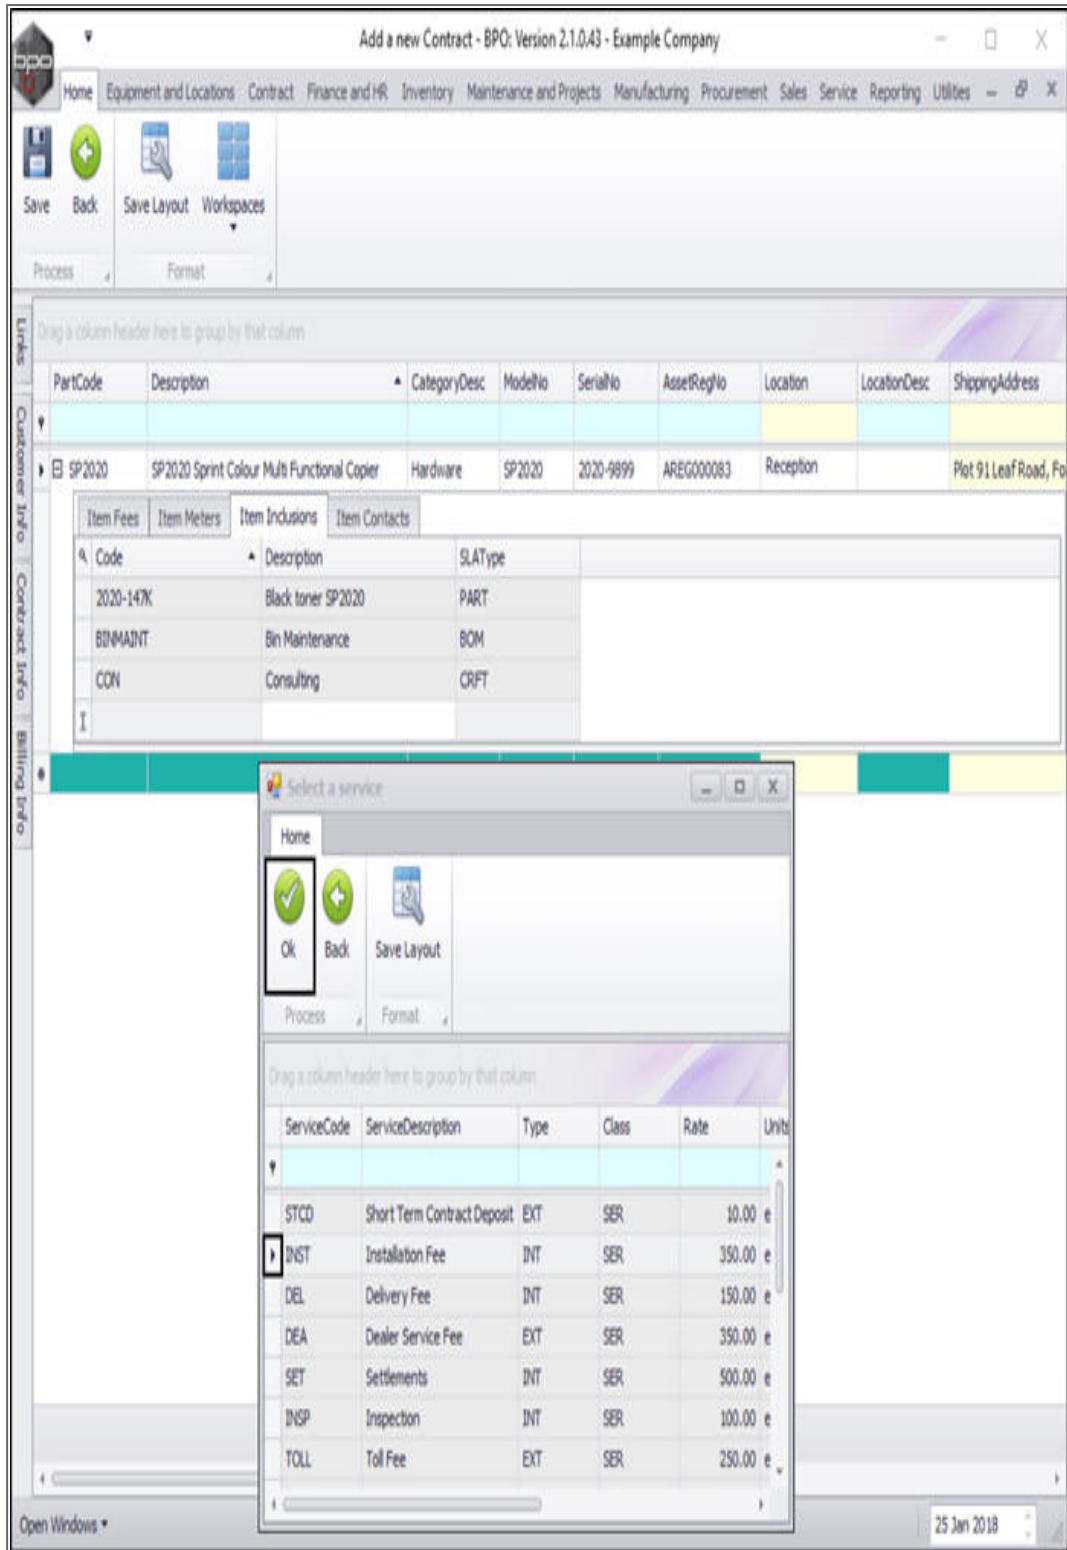 Add a new Contract - BPO: Version 2.1.0.43 - Example Company
bpo
Home Equipment and Locations Contract Finance and HR Inventory Maintenance and Projects Manufacturing Procurement Sales Service Reporting Utilities
Save Back Save Layout Workspaces
Process Format
Links
Customer Info
Contract Info
Billing Info
Drag a column header here to group by that column
PartCode Description CategoryDesc ModelNo SerialNo AssetRegNo Location LocationDesc ShippingAddress
SP2020 SP2020 Sprint Colour Multi Functional Copier Hardware SP2020 2020-9899 AREG000083 Reception Plot 91 Leaf Road, Fo
Item Fees Item Meters Item Inclusions Item Contacts
Code Description SLAType
2020-147K Black toner SP2020 PART
BINMAINT Bin Maintenance BOM
CON Consulting CRFT
Select a service
Home
Ok Back Save Layout
Process Format
Drag a column header here to group by that column
ServiceCode ServiceDescription Type Class Rate Units
STCD Short Term Contract Deposit EXT SER 10.00 e
INST Installation Fee INT SER 350.00 e
DEL Delivery Fee INT SER 150.00 e
DEA Dealer Service Fee EXT SER 350.00 e
SET Settlements INT SER 500.00 e
INSP Inspection INT SER 100.00 e
TOLL Toll Fee EXT SER 250.00 e
Open Windows 25 Jan 2018